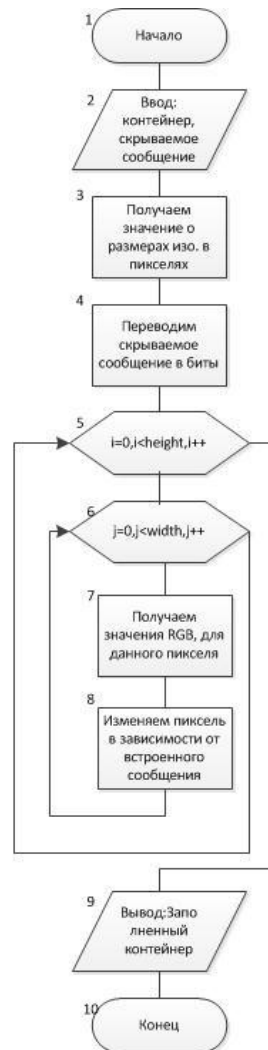 1
Начало
2
Ввод:
контейнер,
скрываемое
сообщение
3
Получаем
значение о
размерах изо. в
пикселях
4
Переводим
скрываемое
сообщение в биты
5
i=0,i<height,i++
6
j=0,j<width,j++
7
Получаем
значения RGB, для
данного пикселя
8
Изменяем пиксель
в зависимости от
встроенного
сообщения
9
Вывод:Запо
лненный
контейнер
10
Конец